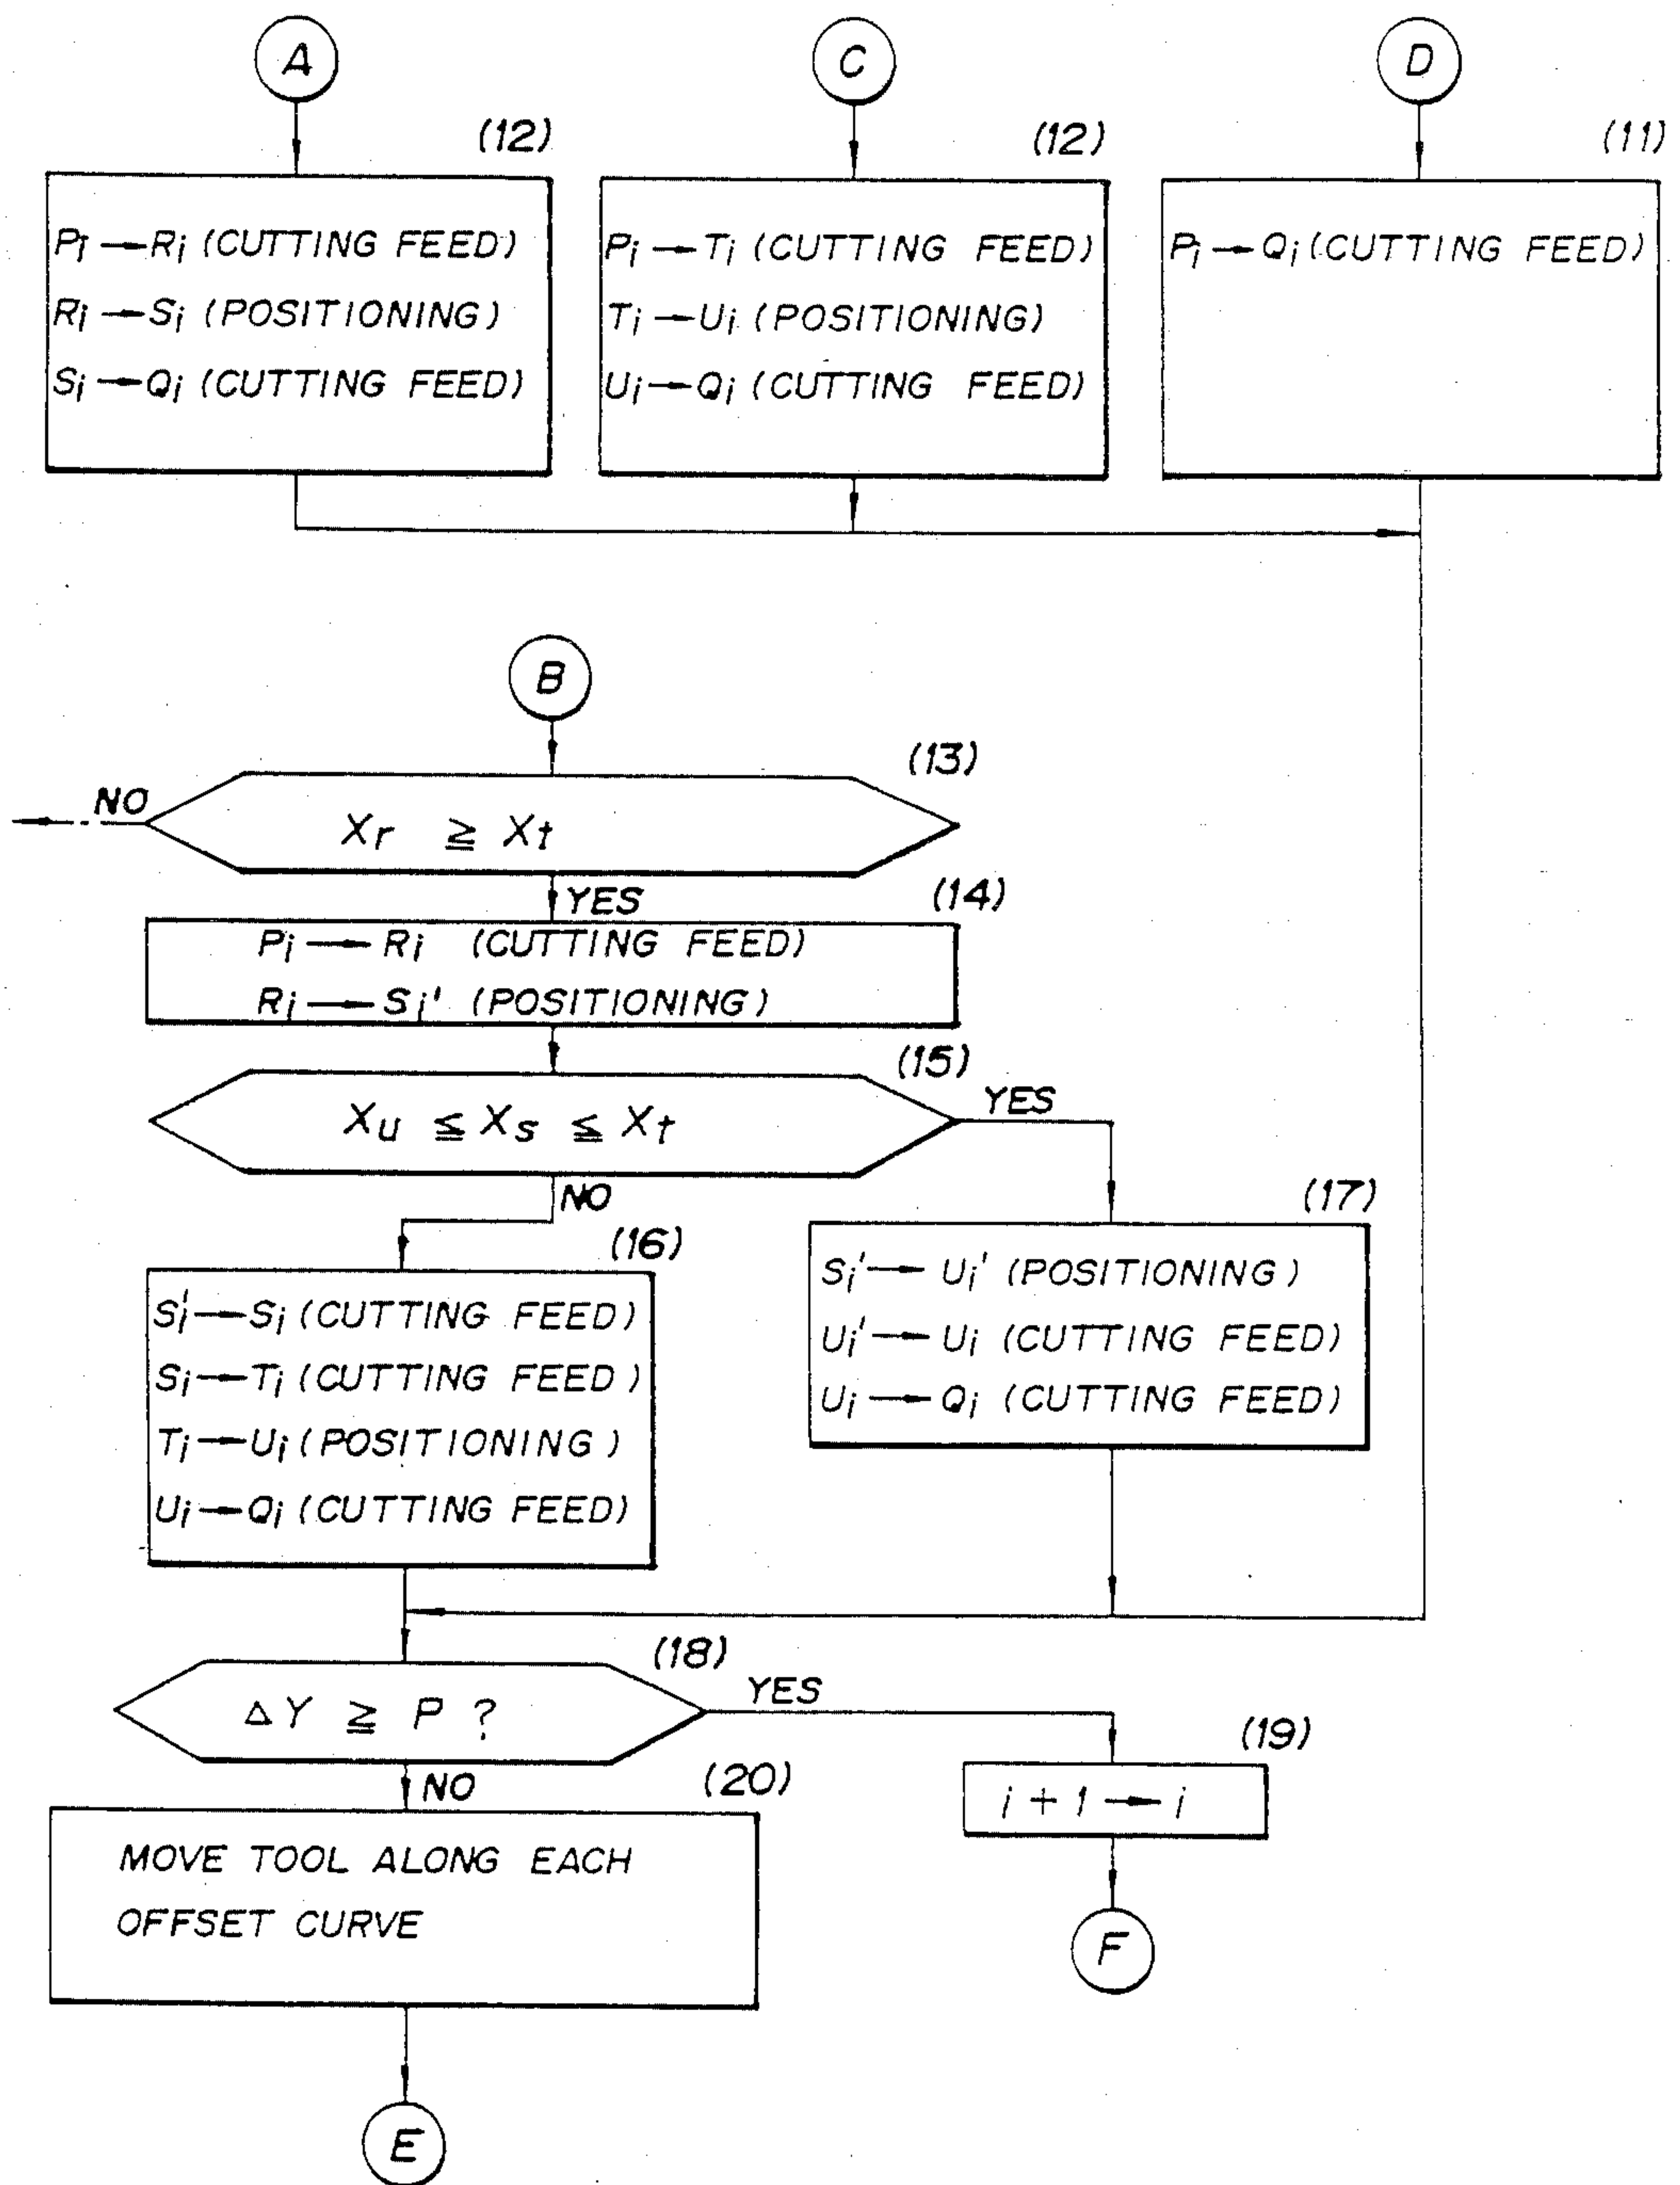 A
C
D
(12)
(12)
(11)
Pi → Ri (CUTTING FEED)
Ri → Si (POSITIONING)
Si → Qi (CUTTING FEED)
Pi → Ti (CUTTING FEED)
Ti → Ui (POSITIONING)
Ui → Qi (CUTTING FEED)
Pi → Qi (CUTTING FEED)
B
(13)
NO
Xr ≧ Xt
YES
(14)
Pi → Ri (CUTTING FEED)
Ri → Si' (POSITIONING)
(15)
Xu ≦ Xs ≦ Xt
YES
NO
(16)
Si' → Si (CUTTING FEED)
Si → Ti (CUTTING FEED)
Ti → Ui (POSITIONING)
Ui → Qi (CUTTING FEED)
(17)
Si' → Ui' (POSITIONING)
Ui' → Ui (CUTTING FEED)
Ui → Qi (CUTTING FEED)
(18)
ΔY ≧ P ?
YES
NO
(19)
i + 1 → i
(20)
MOVE TOOL ALONG EACH
OFFSET CURVE
F
E